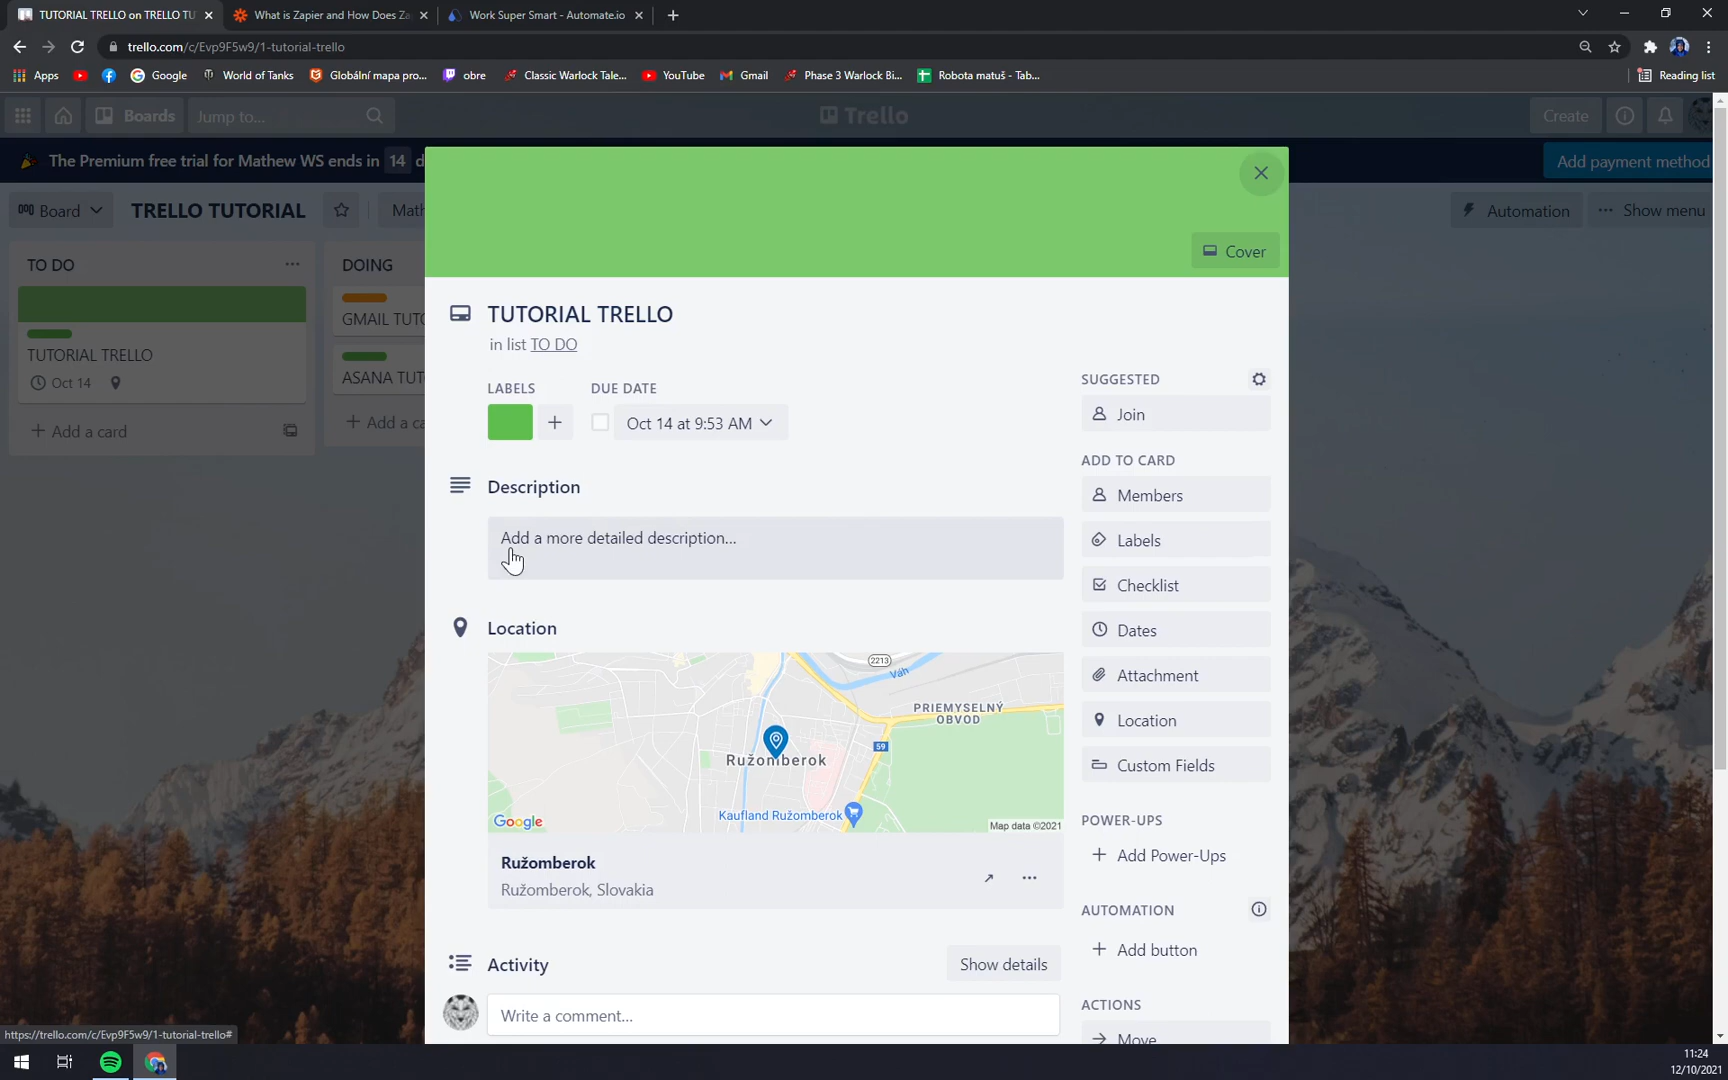 TUTORIAL TRELLO on TRELLO TU
What is Zapier and How Does Za
Work Super Smart - Automate.io
trello.com/c/Evp9F5w9/1-tutorial-trello
Apps
Google
World of Tanks
Globální mapa pro...
obre
Classic Warlock Tale...
YouTube
Gmail
Phase 3 Warlock Bi...
Robota matuš - Tab...
Reading list
Boards
Jump to...
Trello
Create
The Premium free trial for Mathew WS ends in 14 d
Add payment method
Board
TRELLO TUTORIAL
Math
Automation
Show menu
Cover
TO DO
DOING
GMAIL TUTO
TUTORIAL TRELLO
Oct 14
ASANA TUT
+ Add a card
+ Add a ca
TUTORIAL TRELLO
in list TO DO
LABELS
DUE DATE
Oct 14 at 9:53 AM
Description
Add a more detailed description...
Location
2213
Váh
PRIEMYSELNÝ
OBVOD
59
Ružomberok
Kaufland Ružomberok
Google
Map data ©2021
Ružomberok
Ružomberok, Slovakia
Activity
Show details
Write a comment...
SUGGESTED
Join
ADD TO CARD
Members
Labels
Checklist
Dates
Attachment
Location
Custom Fields
POWER-UPS
+ Add Power-Ups
AUTOMATION
+ Add button
ACTIONS
Move
https://trello.com/c/Evp9F5w9/1-tutorial-trello#
11:24
12/10/2021